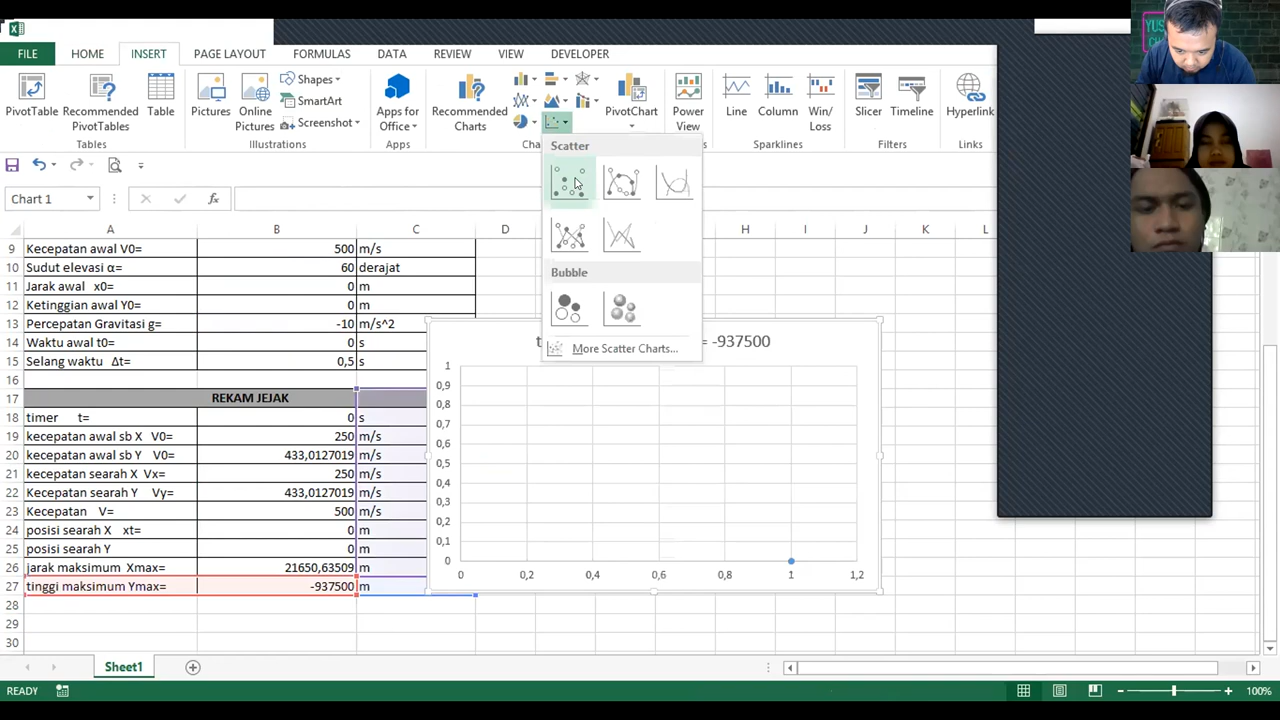 YUS
CH
FILE HOME INSERT PAGE LAYOUT FORMULAS DATA REVIEW VIEW DEVELOPER
PivotTable Recommended PivotTables Table
Tables
Pictures Online Pictures
Shapes
SmartArt
Screenshot
Illustrations
Apps for Office
Apps
Recommended Charts
Cha
PivotChart
Power View
Line Column Win/Loss
Sparklines
Slicer Timeline
Filters
Hyperlink
Links
Scatter
Bubble
More Scatter Charts...
Chart 1
fx
A B C D E H I J K L
9 Kecepatan awal V0= 500 m/s
10 Sudut elevasi α= 60 derajat
11 Jarak awal x0= 0 m
12 Ketinggian awal Y0= 0 m
13 Percepatan Gravitasi g= -10 m/s^2
14 Waktu awal t0= 0 s
15 Selang waktu Δt= 0,5 s
16
17 REKAM JEJAK
18 timer t= 0 s
19 kecepatan awal sb X V0= 250 m/s
20 kecepatan awal sb Y V0= 433,0127019 m/s
21 kecepatan searah X Vx= 250 m/s
22 Kecepatan searah Y Vy= 433,0127019 m/s
23 Kecepatan V= 500 m/s
24 posisi searah X xt= 0 m
25 posisi searah Y 0 m
26 jarak maksimum Xmax= 21650,63509 m
27 tinggi maksimum Ymax= -937500 m
28
29
30
t = -937500
1
0,9
0,8
0,7
0,6
0,5
0,4
0,3
0,2
0,1
0
0 0,2 0,4 0,6 0,8 1 1,2
Sheet1
READY 100%